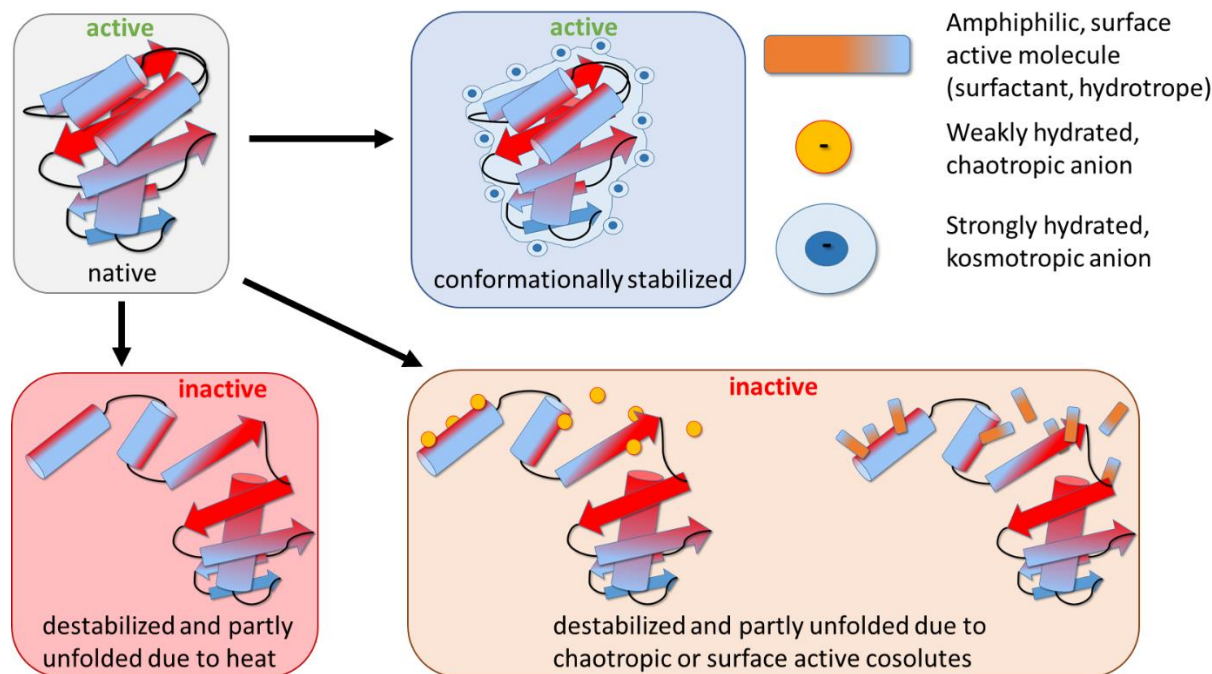 active
native
active
conformationally stabilized
Amphiphilic, surface
active molecule
(surfactant, hydrotrope)
-
Weakly hydrated,
chaotropic anion
-
Strongly hydrated,
kosmotropic anion
inactive
destabilized and partly
unfolded due to heat
inactive
destabilized and partly unfolded due to
chaotropic or surface active cosolutes